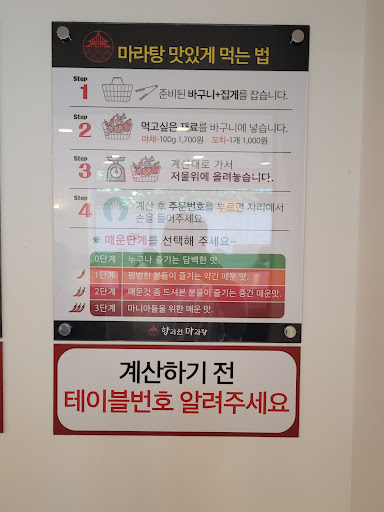 마라탕 맛있게 먹는 법
Step
1
준비된 바구니+집게를 잡습니다.
Step
2
먹고싶은 재료를 바구니에 넣습니다.
야채-100g 1,700원 꼬치-1개 1,000원
Step
3
계산대로 가서
저울위에 올려놓습니다.
Step
4
계산 후 주문번호를 부르면 자리에서
손을 들어주세요
※ 매운단계를 선택해 주세요~
0단계 누구나 즐기는 담백한 맛.
1단계 평범한 분들이 즐기는 약간 매운 맛.
2단계 매운것 좀 드셔본 분들이 즐기는 중간 매운맛.
3단계 마니아들을 위한 매운 맛.
마라탕
계산하기 전
테이블번호 알려주세요